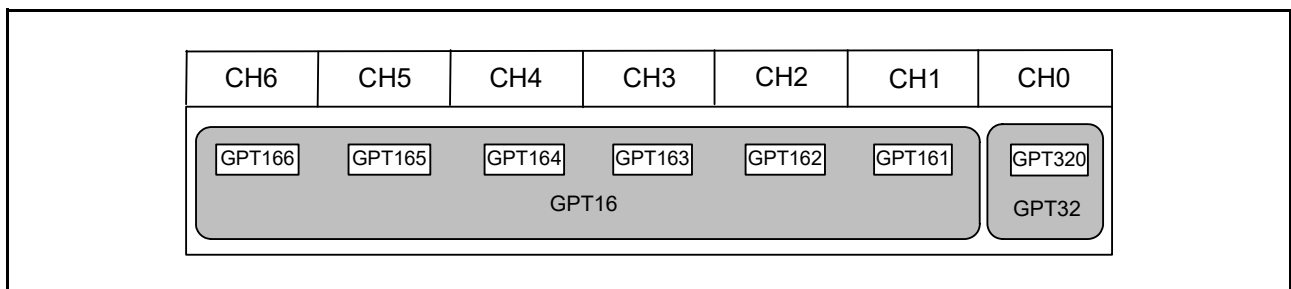 CH6 CH5 CH4 CH3 CH2 CH1 CH0
GPT166 GPT165 GPT164 GPT163 GPT162 GPT161 GPT320
GPT16 GPT32